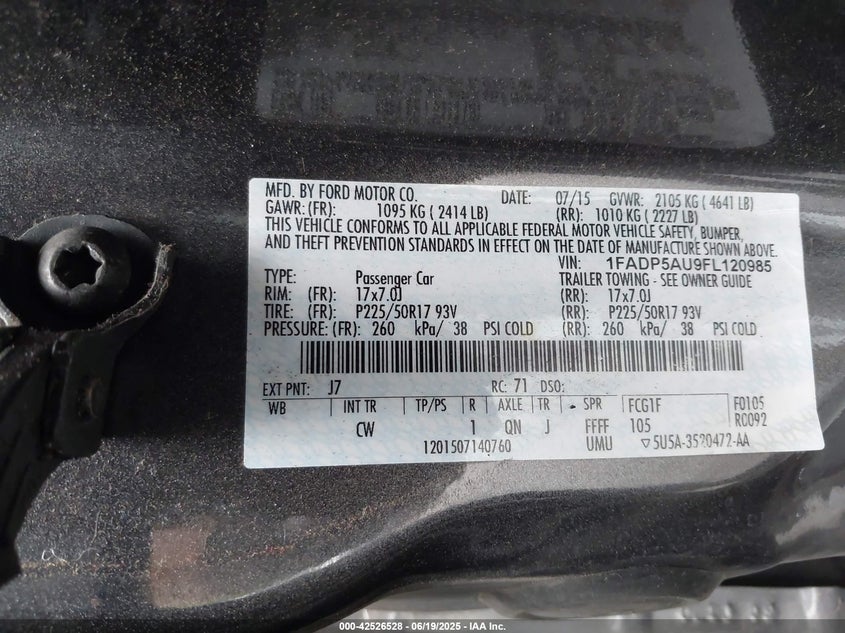 MFD. BY FORD MOTOR CO. DATE: 07/15 GVWR: 2105 KG ( 4641 LB)
GAWR: (FR): 1095 KG ( 2414 LB) (RR): 1010 KG ( 2227 LB)
THIS VEHICLE CONFORMS TO ALL APPLICABLE FEDERAL MOTOR VEHICLE SAFETY, BUMPER,
AND THEFT PREVENTION STANDARDS IN EFFECT ON THE DATE OF MANUFACTURE SHOWN ABOVE.
VIN: 1FADP5AU9FL120985
TYPE: Passenger Car TRAILER TOWING - SEE OWNER GUIDE
RIM: (FR): 17x7.0J (RR): 17x7.0J
TIRE: (FR): P225/50R17 93V (RR): P225/50R17 93V
PRESSURE: (FR): 260 kPa/ 38 PSI COLD (RR): 260 kPa/ 38 PSI COLD
EXT PNT: J7 RC: 71 DSO:
WB INT TR TP/PS R AXLE TR SPR FCG1F F0105
CW 1 QN J FFFF 105 R0092
1201507140760 UMU ▽5U5A-3520472-AA
000-42526528 - 06/19/2025 - IAA Inc.